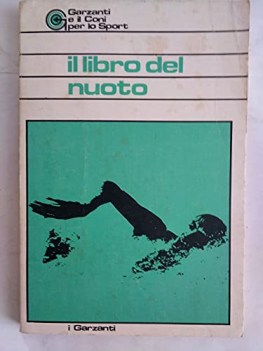 Garzanti
e il Coni
per lo Sport
il libro del
nuoto
i Garzanti